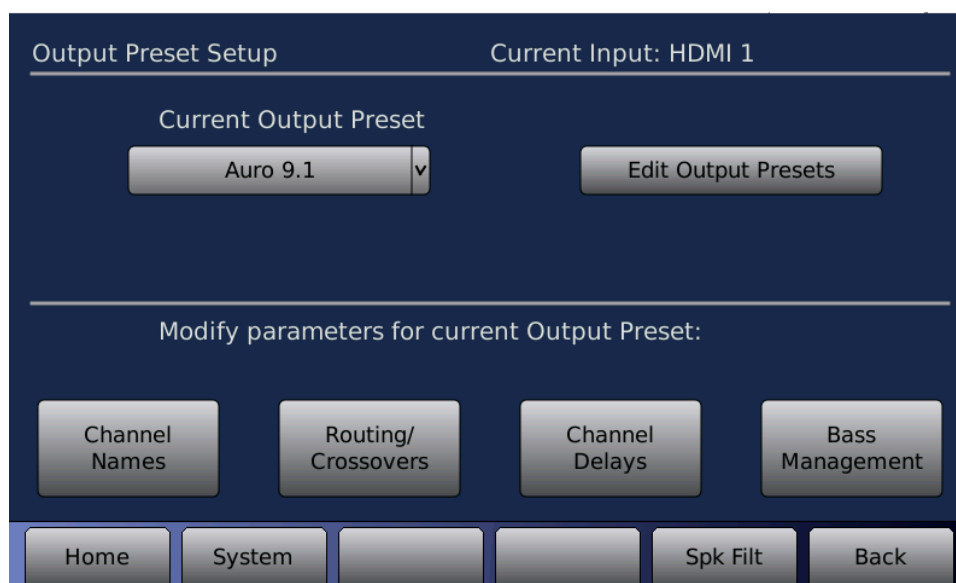 Output Preset Setup Current Input: HDMI 1
Current Output Preset
Auro 9.1 v Edit Output Presets
Modify parameters for current Output Preset:
Channel Names Routing/ Crossovers Channel Delays Bass Management
Home System Spk Filt Back